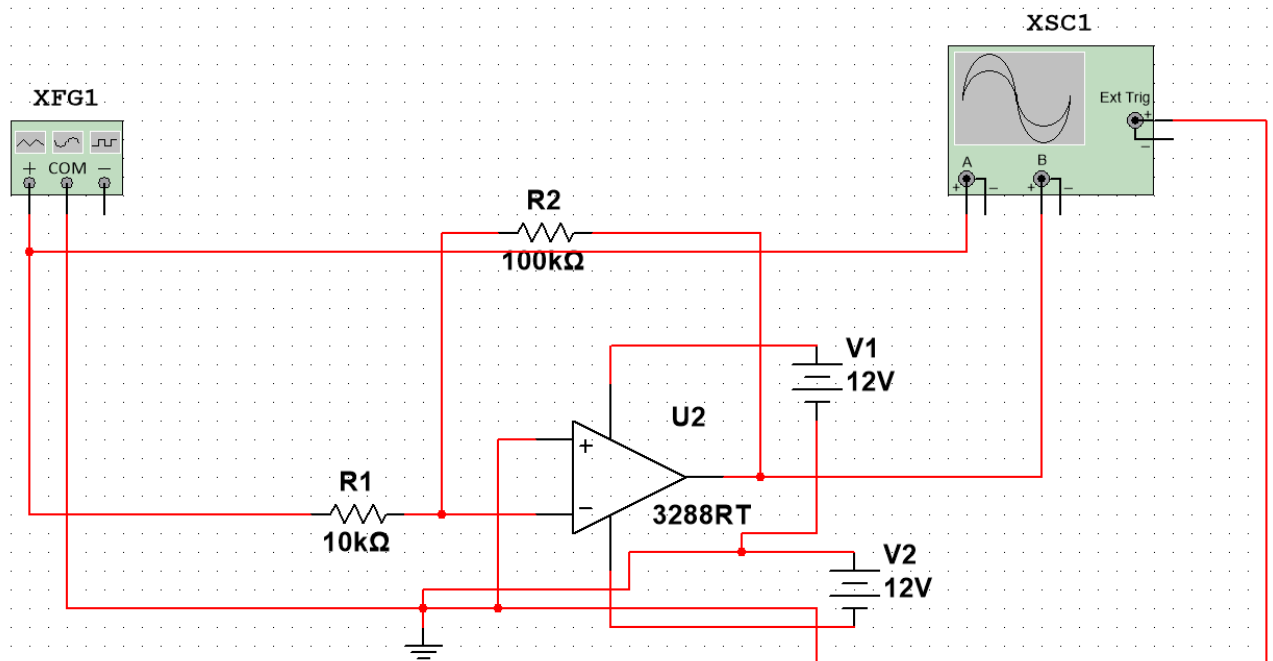 XSC1
XFG1
Ext Trig
+
−
+ COM −
A
B
+ −
+ −
R2
100kΩ
V1
12V
U2
+
−
3288RT
R1
10kΩ
V2
12V